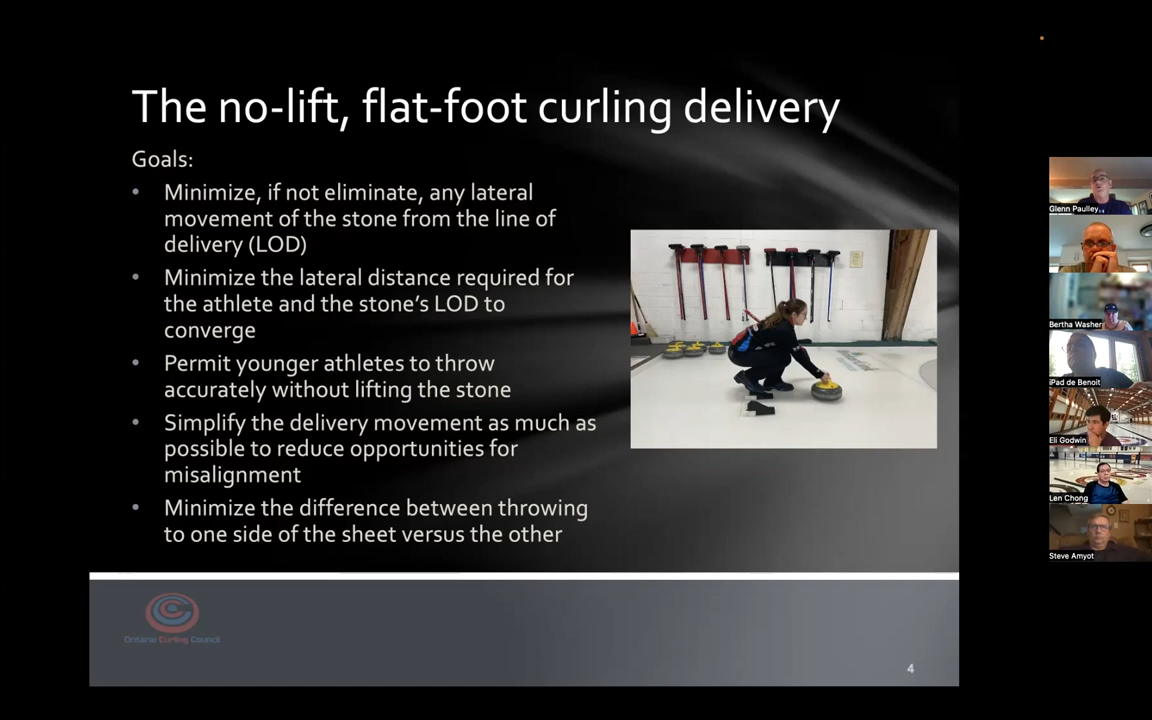 The no-lift, flat-foot curling delivery
Goals:
• Minimize, if not eliminate, any lateral
movement of the stone from the line of
delivery (LOD)
• Minimize the lateral distance required for
the athlete and the stone's LOD to
converge
• Permit younger athletes to throw
accurately without lifting the stone
• Simplify the delivery movement as much as
possible to reduce opportunities for
misalignment
• Minimize the difference between throwing
to one side of the sheet versus the other
Ontario Curling Council
4
Glenn Paulley
Bertha Washer
iPad de Benoit
Eli Godwin
Len Chong
Steve Amyot